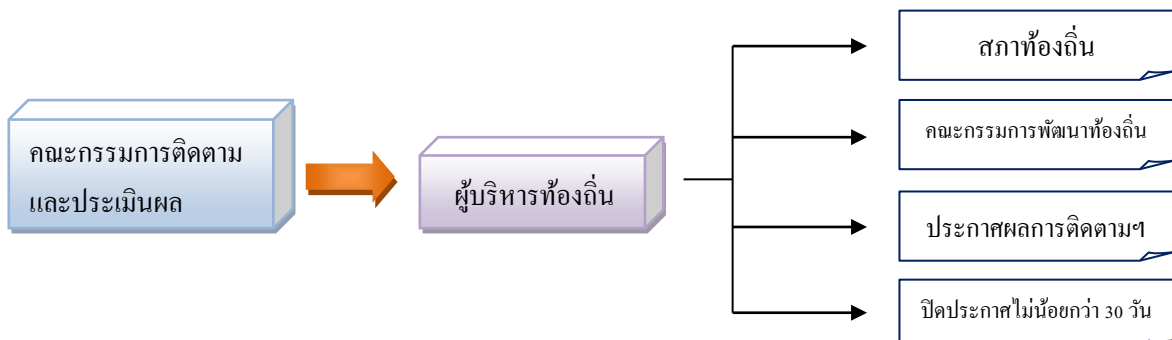 คณะกรรมการติดตาม
และประเมินผล
ผู้บริหารท้องถิ่น
สภาท้องถิ่น
คณะกรรมการพัฒนาท้องถิ่น
ประกาศผลการติดตามฯ
ปิดประกาศไม่น้อยกว่า 30 วัน